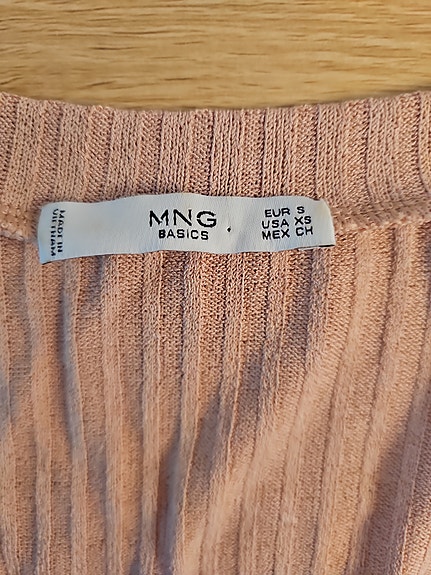 MADE IN
VIETNAM
MNG
BASICS
EUR S
USA XS
MEX CH